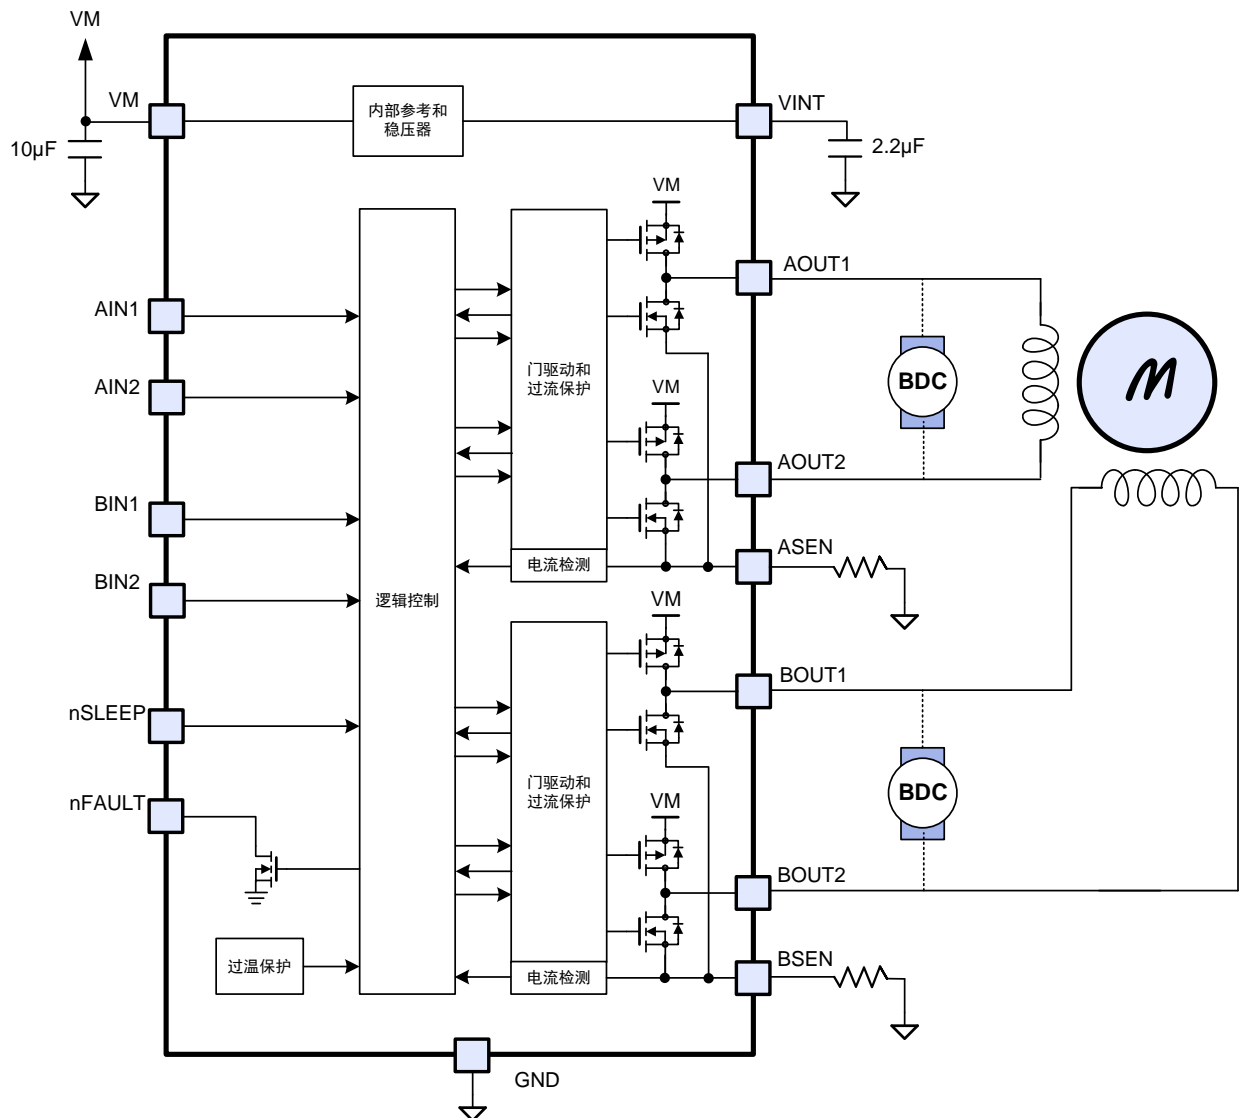 VM
VM
内部参考和
稳压器
VINT
10µF
2.2µF
VM
AOUT1
AIN1
门驱动和
过流保护
BDC
M
AIN2
VM
AOUT2
BIN1
ASEN
电流检测
BIN2
逻辑控制
VM
BOUT1
nSLEEP
门驱动和
过流保护
BDC
nFAULT
VM
BOUT2
过温保护
电流检测
BSEN
GND